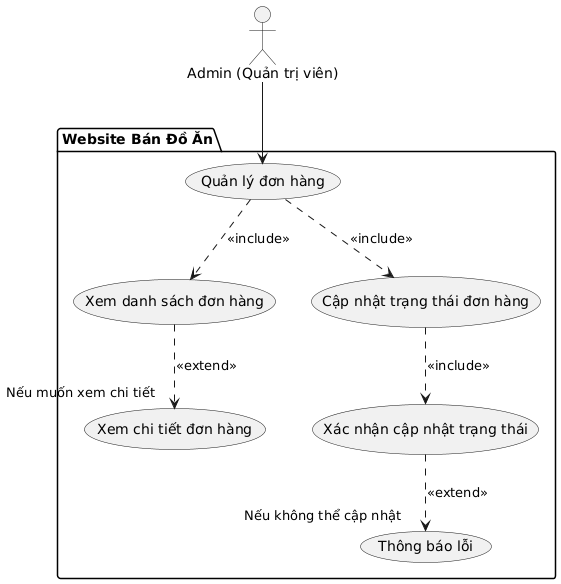 Admin (Quản trị viên)
Website Bán Đồ Ăn
Quản lý đơn hàng
«include»
«include»
Xem danh sách đơn hàng
Cập nhật trạng thái đơn hàng
«extend»
«include»
Nếu muốn xem chi tiết
Xem chi tiết đơn hàng
Xác nhận cập nhật trạng thái
«extend»
Nếu không thể cập nhật
Thông báo lỗi